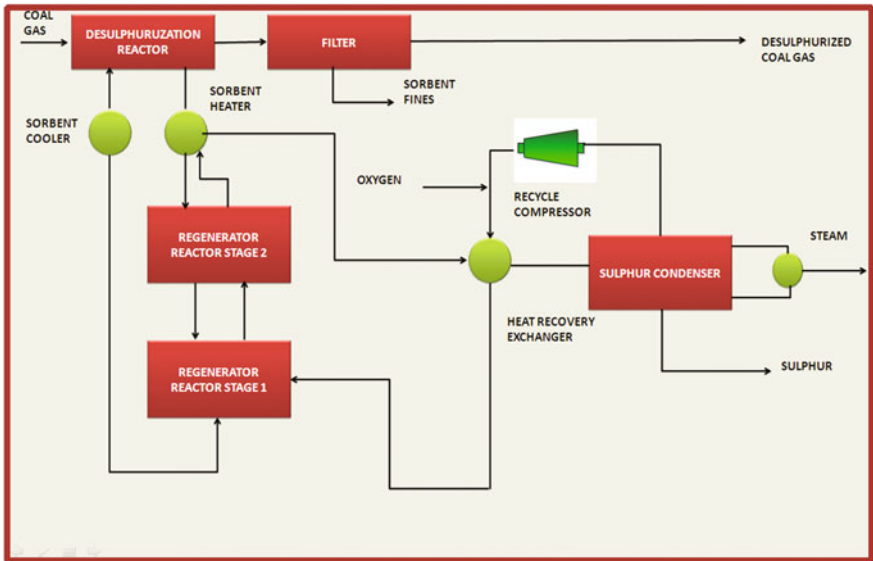 COAL
GAS
DESULPHURUZATION
REACTOR
FILTER
DESULPHURIZED
COAL GAS
SORBENT
FINES
SORBENT
HEATER
SORBENT
COOLER
OXYGEN
RECYCLE
COMPRESSOR
REGENERATOR
REACTOR STAGE 2
STEAM
SULPHUR CONDENSER
HEAT RECOVERY
EXCHANGER
REGENERATOR
REACTOR STAGE 1
SULPHUR